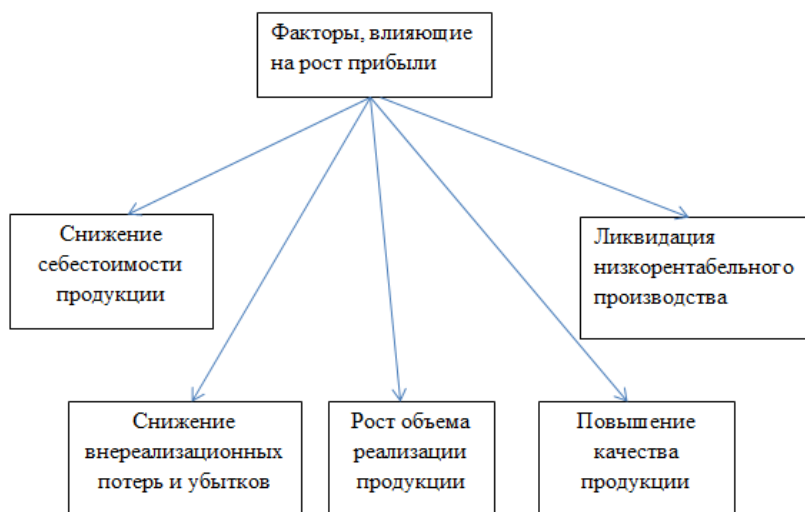 Факторы, влияющие
на рост прибыли
Снижение
себестоимости
продукции
Ликвидация
низкорентабельного
производства
Снижение
внереализационных
потерь и убытков
Рост объема
реализации
продукции
Повышение
качества
продукции